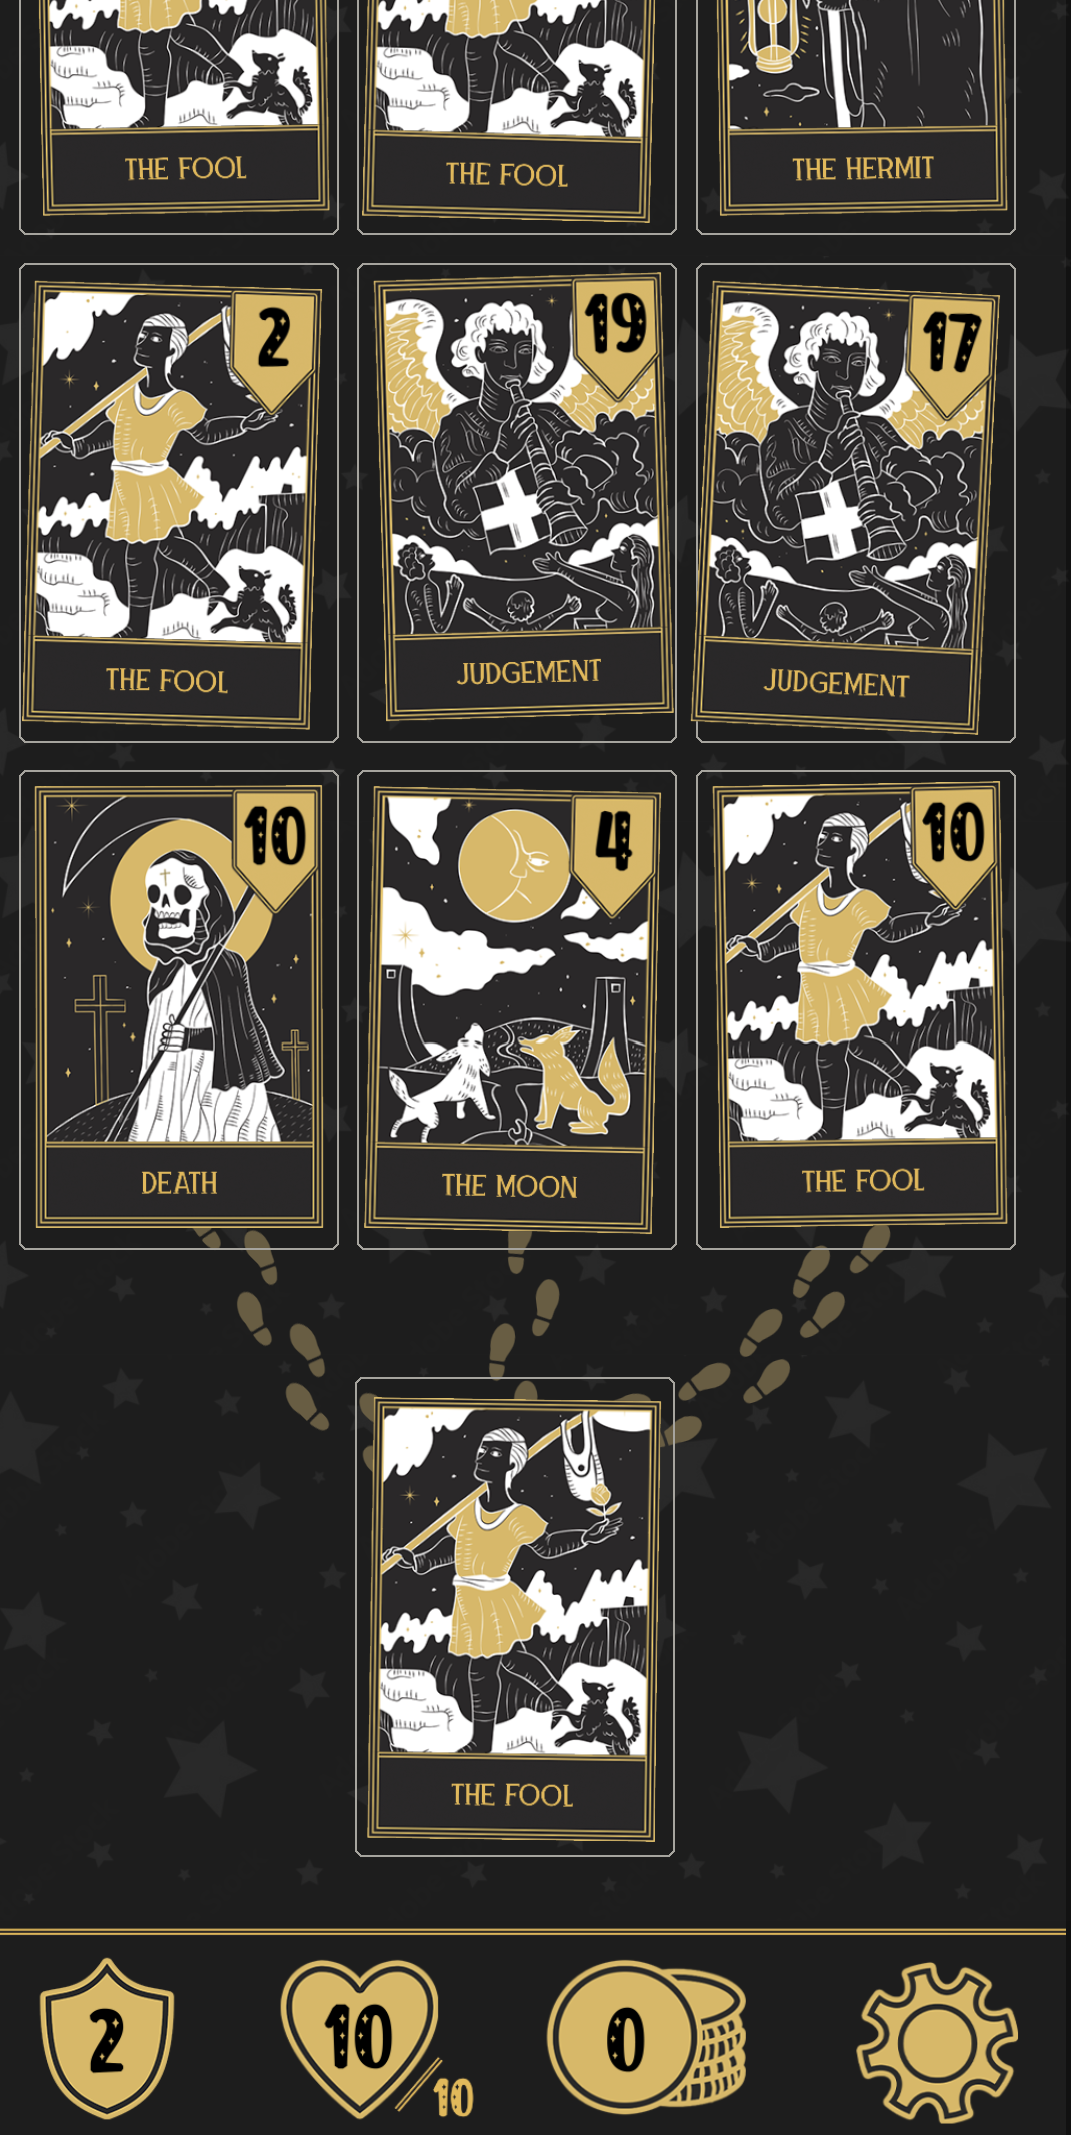 THE FOOL
THE FOOL
THE HERMIT
2
19
17
THE FOOL
JUDGEMENT
JUDGEMENT
10
4
10
DEATH
THE MOON
THE FOOL
THE FOOL
2
10
/10
0